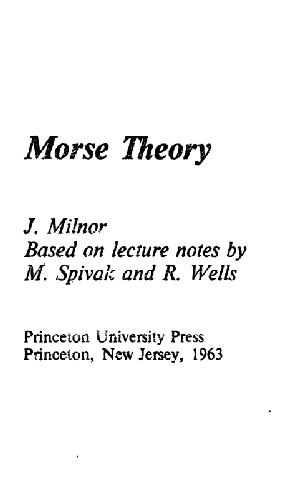 Morse Theory
J. Milnor
Based on lecture notes by
M. Spivak and R. Wells
Princeton University Press
Princeton, New Jersey, 1963